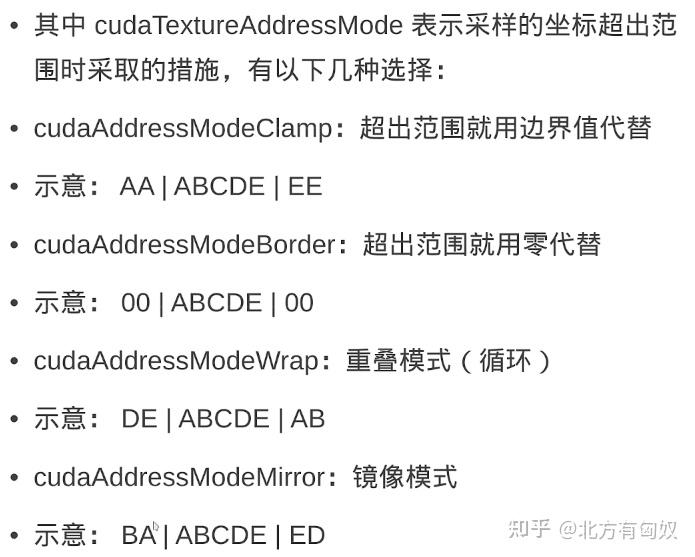 • 其中 cudaTextureAddressMode 表示采样的坐标超出范
围时采取的措施，有以下几种选择：
• cudaAddressModeClamp：超出范围就用边界值代替
• 示意： AA | ABCDE | EE
• cudaAddressModeBorder：超出范围就用零代替
• 示意： 00 | ABCDE | 00
• cudaAddressModeWrap：重叠模式（循环）
• 示意： DE | ABCDE | AB
• cudaAddressModeMirror：镜像模式
• 示意： BA | ABCDE | ED
知乎 @北方有匈奴